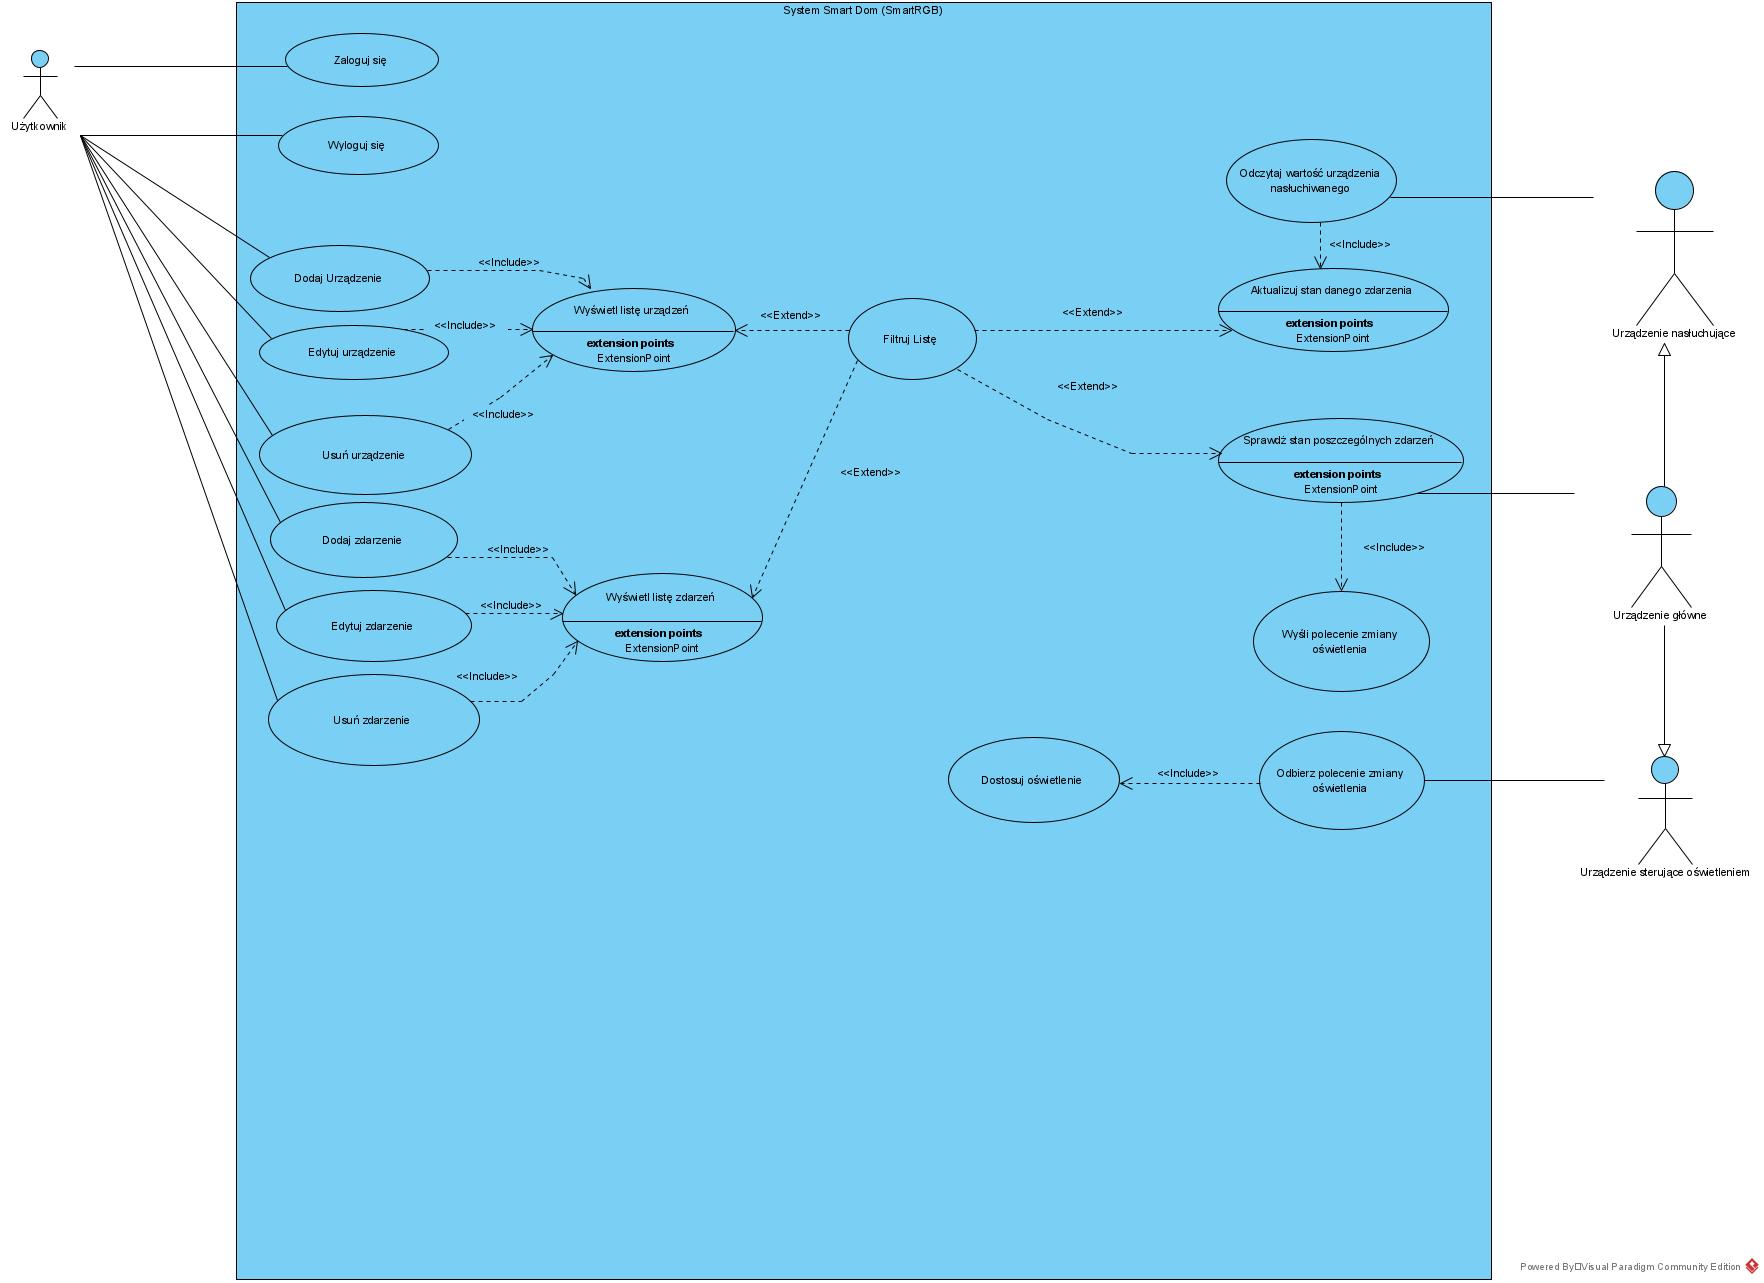 System Smart Dom (SmartRGB)
Zaloguj się
Użytkownik
Wyloguj się
Odczytaj wartość urządzenia
nasłuchiwanego
<<Include>>
Dodaj Urządzenie
<<Include>>
Wyświetl listę urządzeń
extension points
ExtensionPoint
<<Extend>>
Filtruj Listę
<<Extend>>
Aktualizuj stan danego zdarzenia
extension points
ExtensionPoint
Urządzenie nasłuchujące
Edytuj urządzenie
<<Include>>
<<Extend>>
Usuń urządzenie
<<Include>>
Sprawdź stan poszczególnych zdarzeń
extension points
ExtensionPoint
<<Extend>>
Dodaj zdarzenie
<<Include>>
<<Include>>
Wyświetl listę zdarzeń
extension points
ExtensionPoint
Edytuj zdarzenie
<<Include>>
Urządzenie główne
Wyśli polecenie zmiany
oświetlenia
<<Include>>
Usuń zdarzenie
Dostosuj oświetlenie
<<Include>>
Odbierz polecenie zmiany
oświetlenia
Urządzenie sterujące oświetleniem
Powered By□Visual Paradigm Community Edition